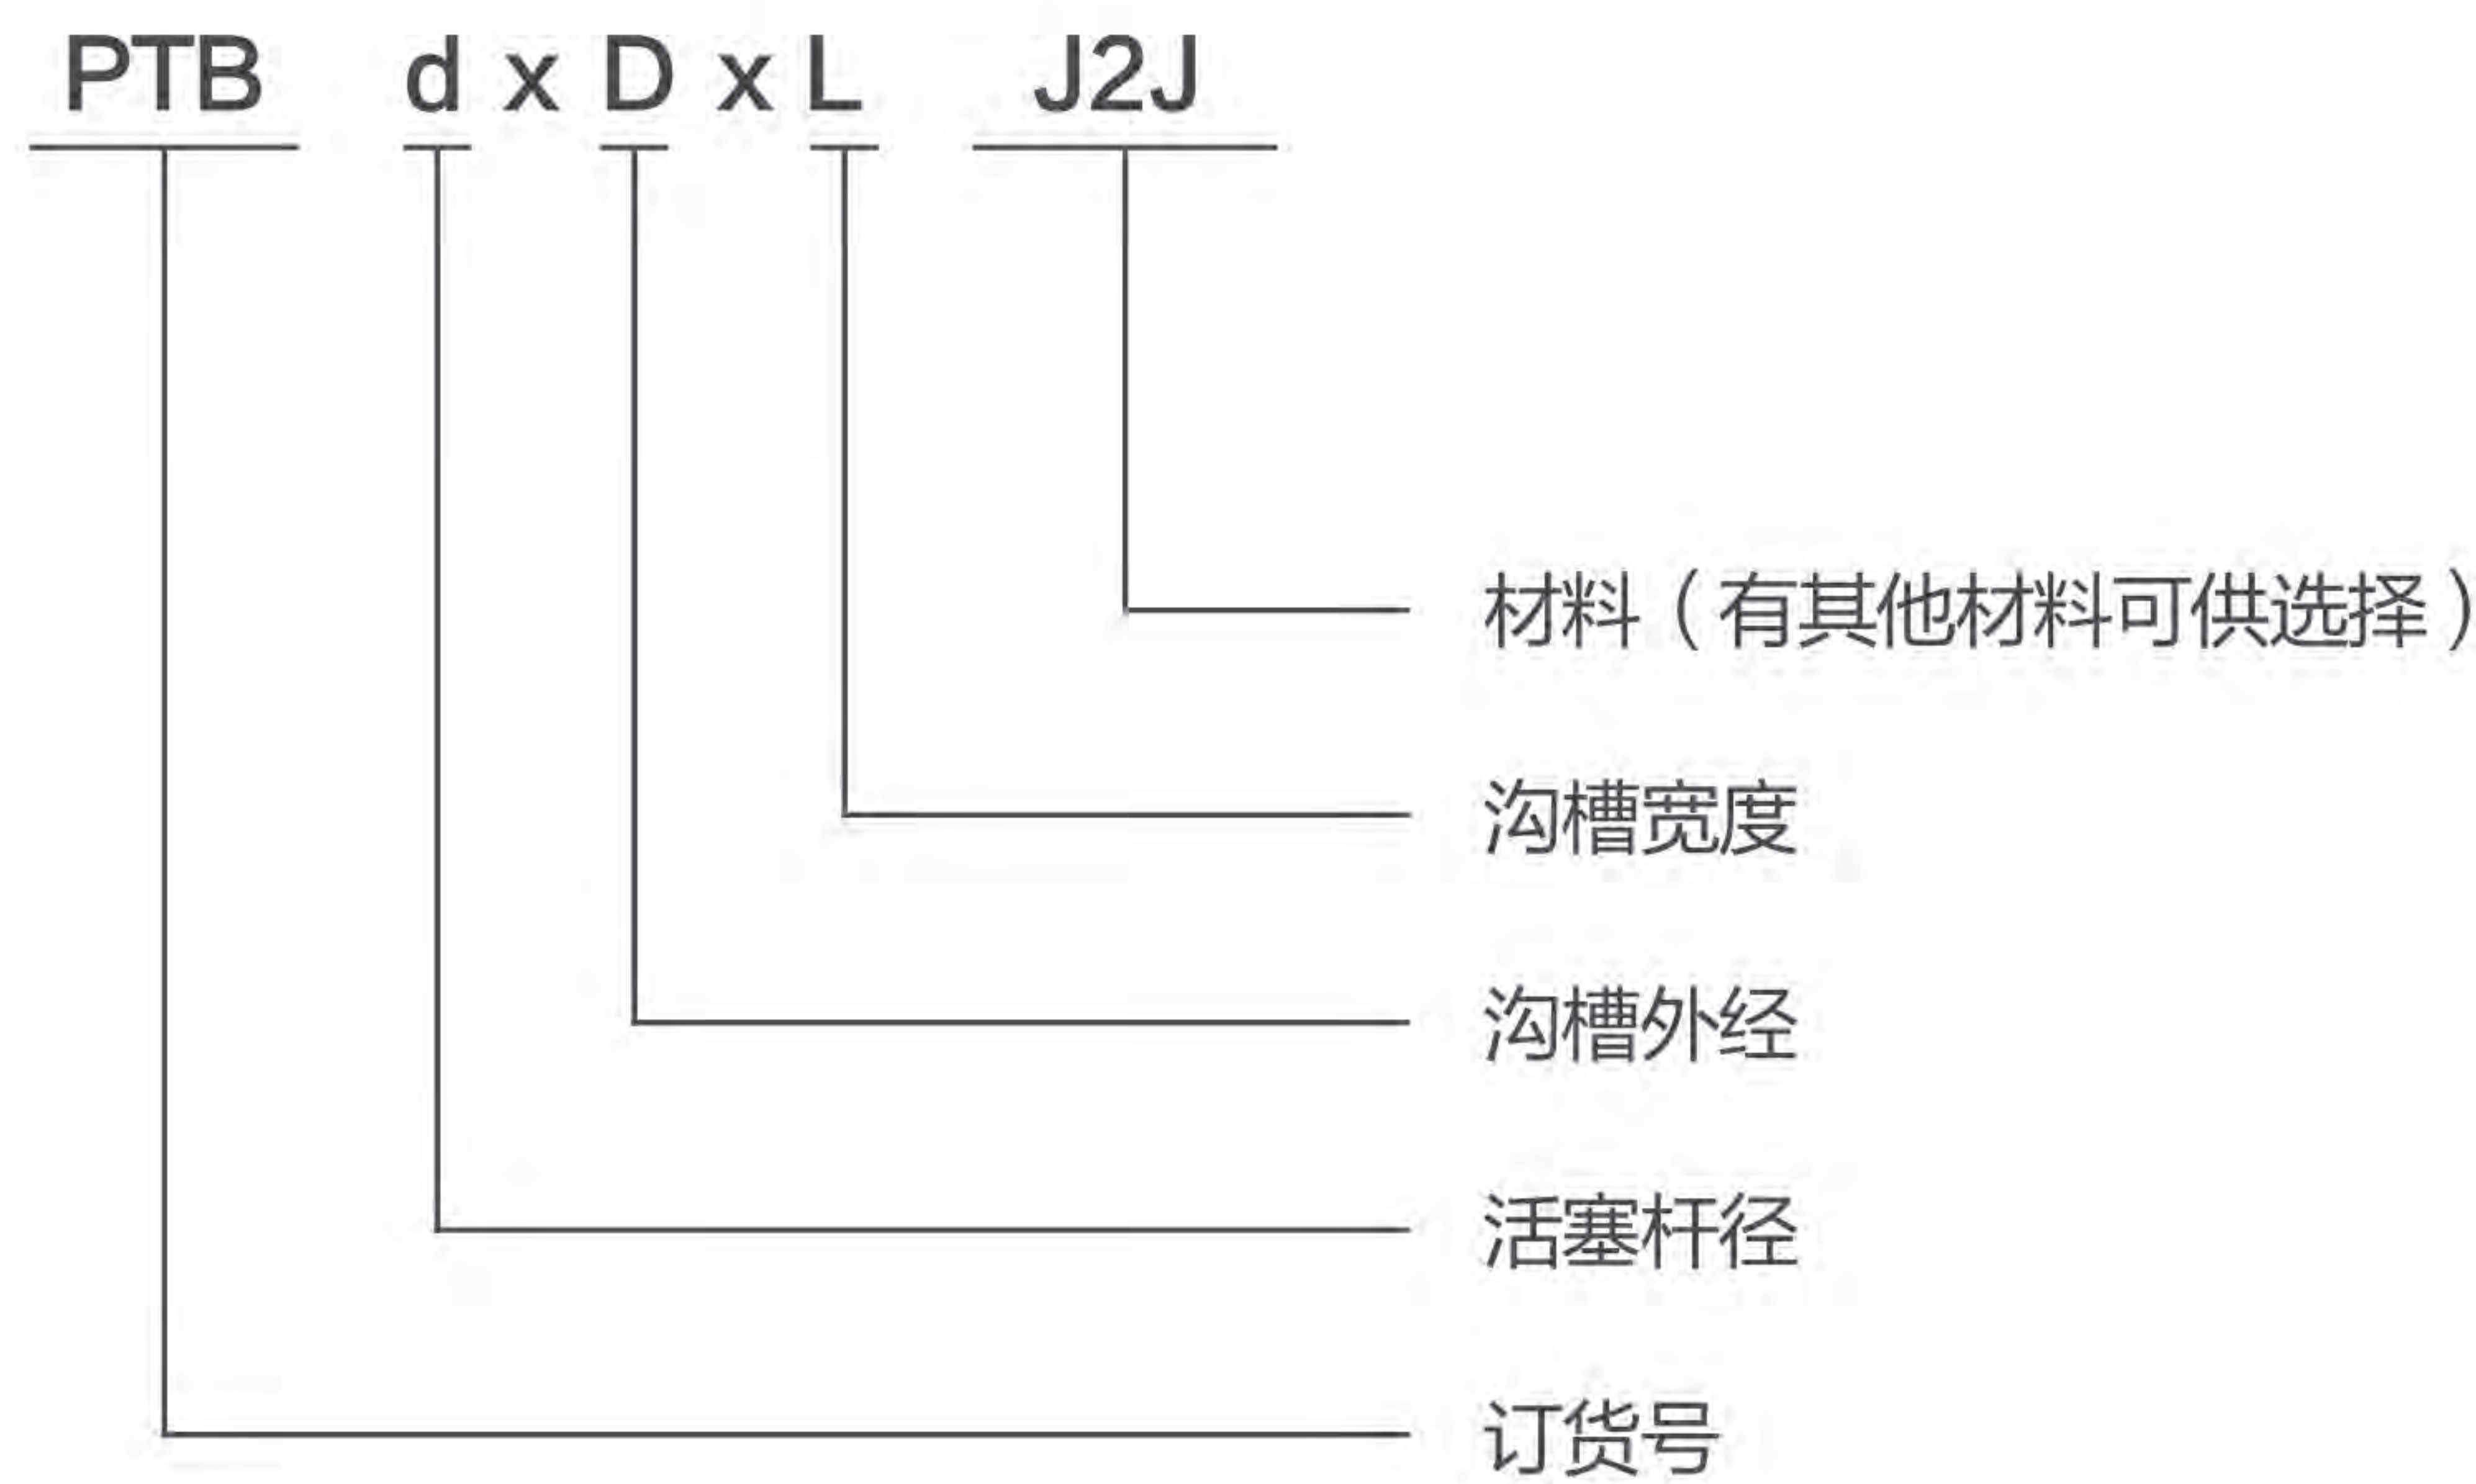 PTB d x D x L J2J
材料（有其他材料可供选择）
沟槽宽度
沟槽外经
活塞杆径
订货号